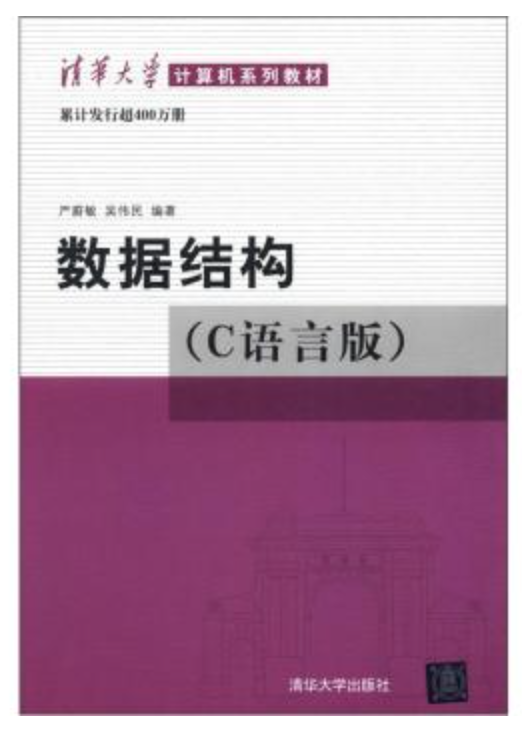 清华大学 计算机系列教材
累计发行超400万册
严蔚敏 吴伟民 编著
数据结构
(C语言版)
清华大学出版社